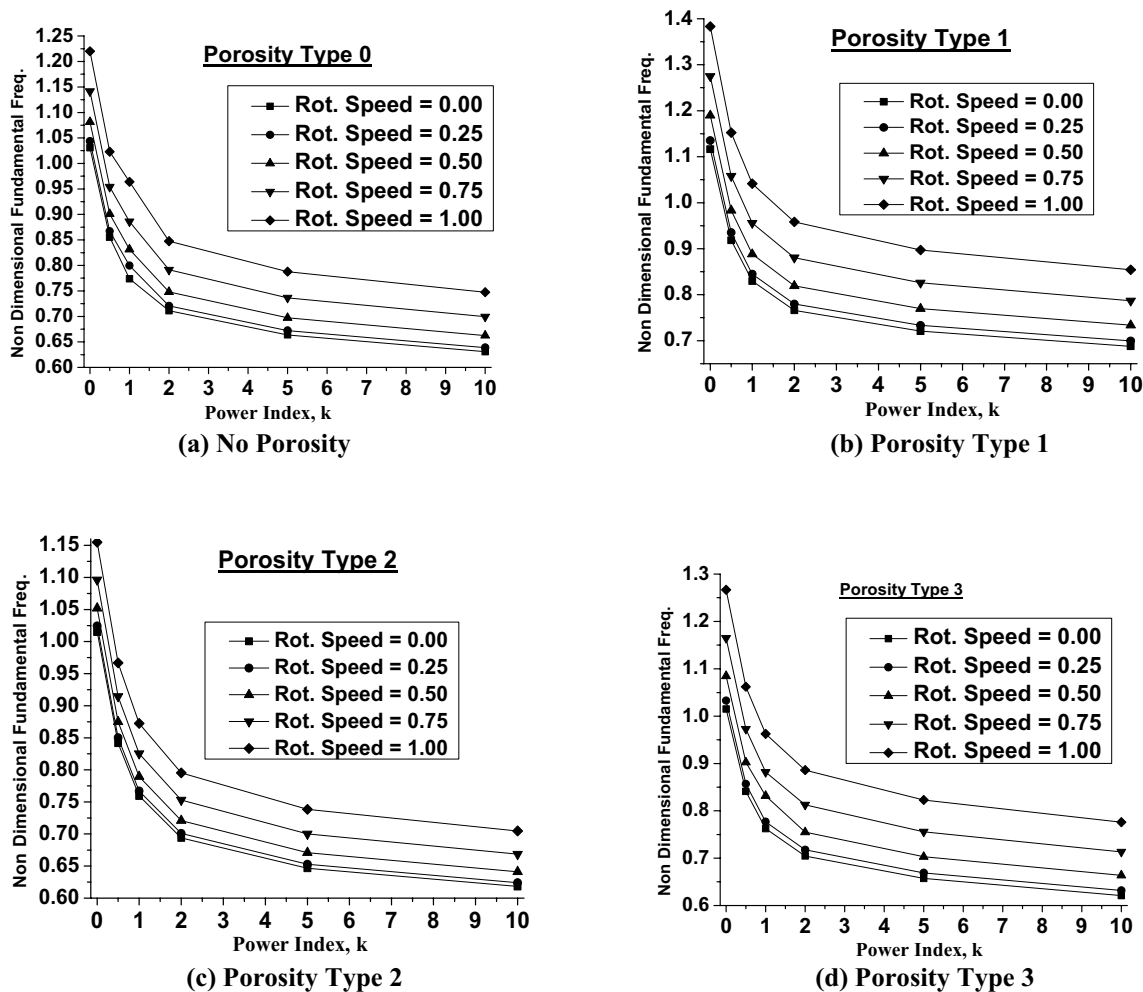 Porosity Type 0
Non Dimensional Fundamental Freq.
1.25
1.20
1.15
1.10
1.05
1.00
0.95
0.90
0.85
0.80
0.75
0.70
0.65
0.60
Rot. Speed = 0.00
Rot. Speed = 0.25
Rot. Speed = 0.50
Rot. Speed = 0.75
Rot. Speed = 1.00
0 1 2 3 4 5 6 7 8 9 10
Power Index, k
(a) No Porosity
Porosity Type 1
Non Dimensional Fundamental Freq.
1.4
1.3
1.2
1.1
1.0
0.9
0.8
0.7
Rot. Speed = 0.00
Rot. Speed = 0.25
Rot. Speed = 0.50
Rot. Speed = 0.75
Rot. Speed = 1.00
0 1 2 3 4 5 6 7 8 9 10
Power Index, k
(b) Porosity Type 1
Porosity Type 2
Non Dimensional Fundamental Freq.
1.15
1.10
1.05
1.00
0.95
0.90
0.85
0.80
0.75
0.70
0.65
0.60
Rot. Speed = 0.00
Rot. Speed = 0.25
Rot. Speed = 0.50
Rot. Speed = 0.75
Rot. Speed = 1.00
0 1 2 3 4 5 6 7 8 9 10
Power Index, k
(c) Porosity Type 2
Porosity Type 3
Non Dimensional Fundamental Freq.
1.3
1.2
1.1
1.0
0.9
0.8
0.7
0.6
Rot. Speed = 0.00
Rot. Speed = 0.25
Rot. Speed = 0.50
Rot. Speed = 0.75
Rot. Speed = 1.00
0 1 2 3 4 5 6 7 8 9 10
Power Index, k
(d) Porosity Type 3